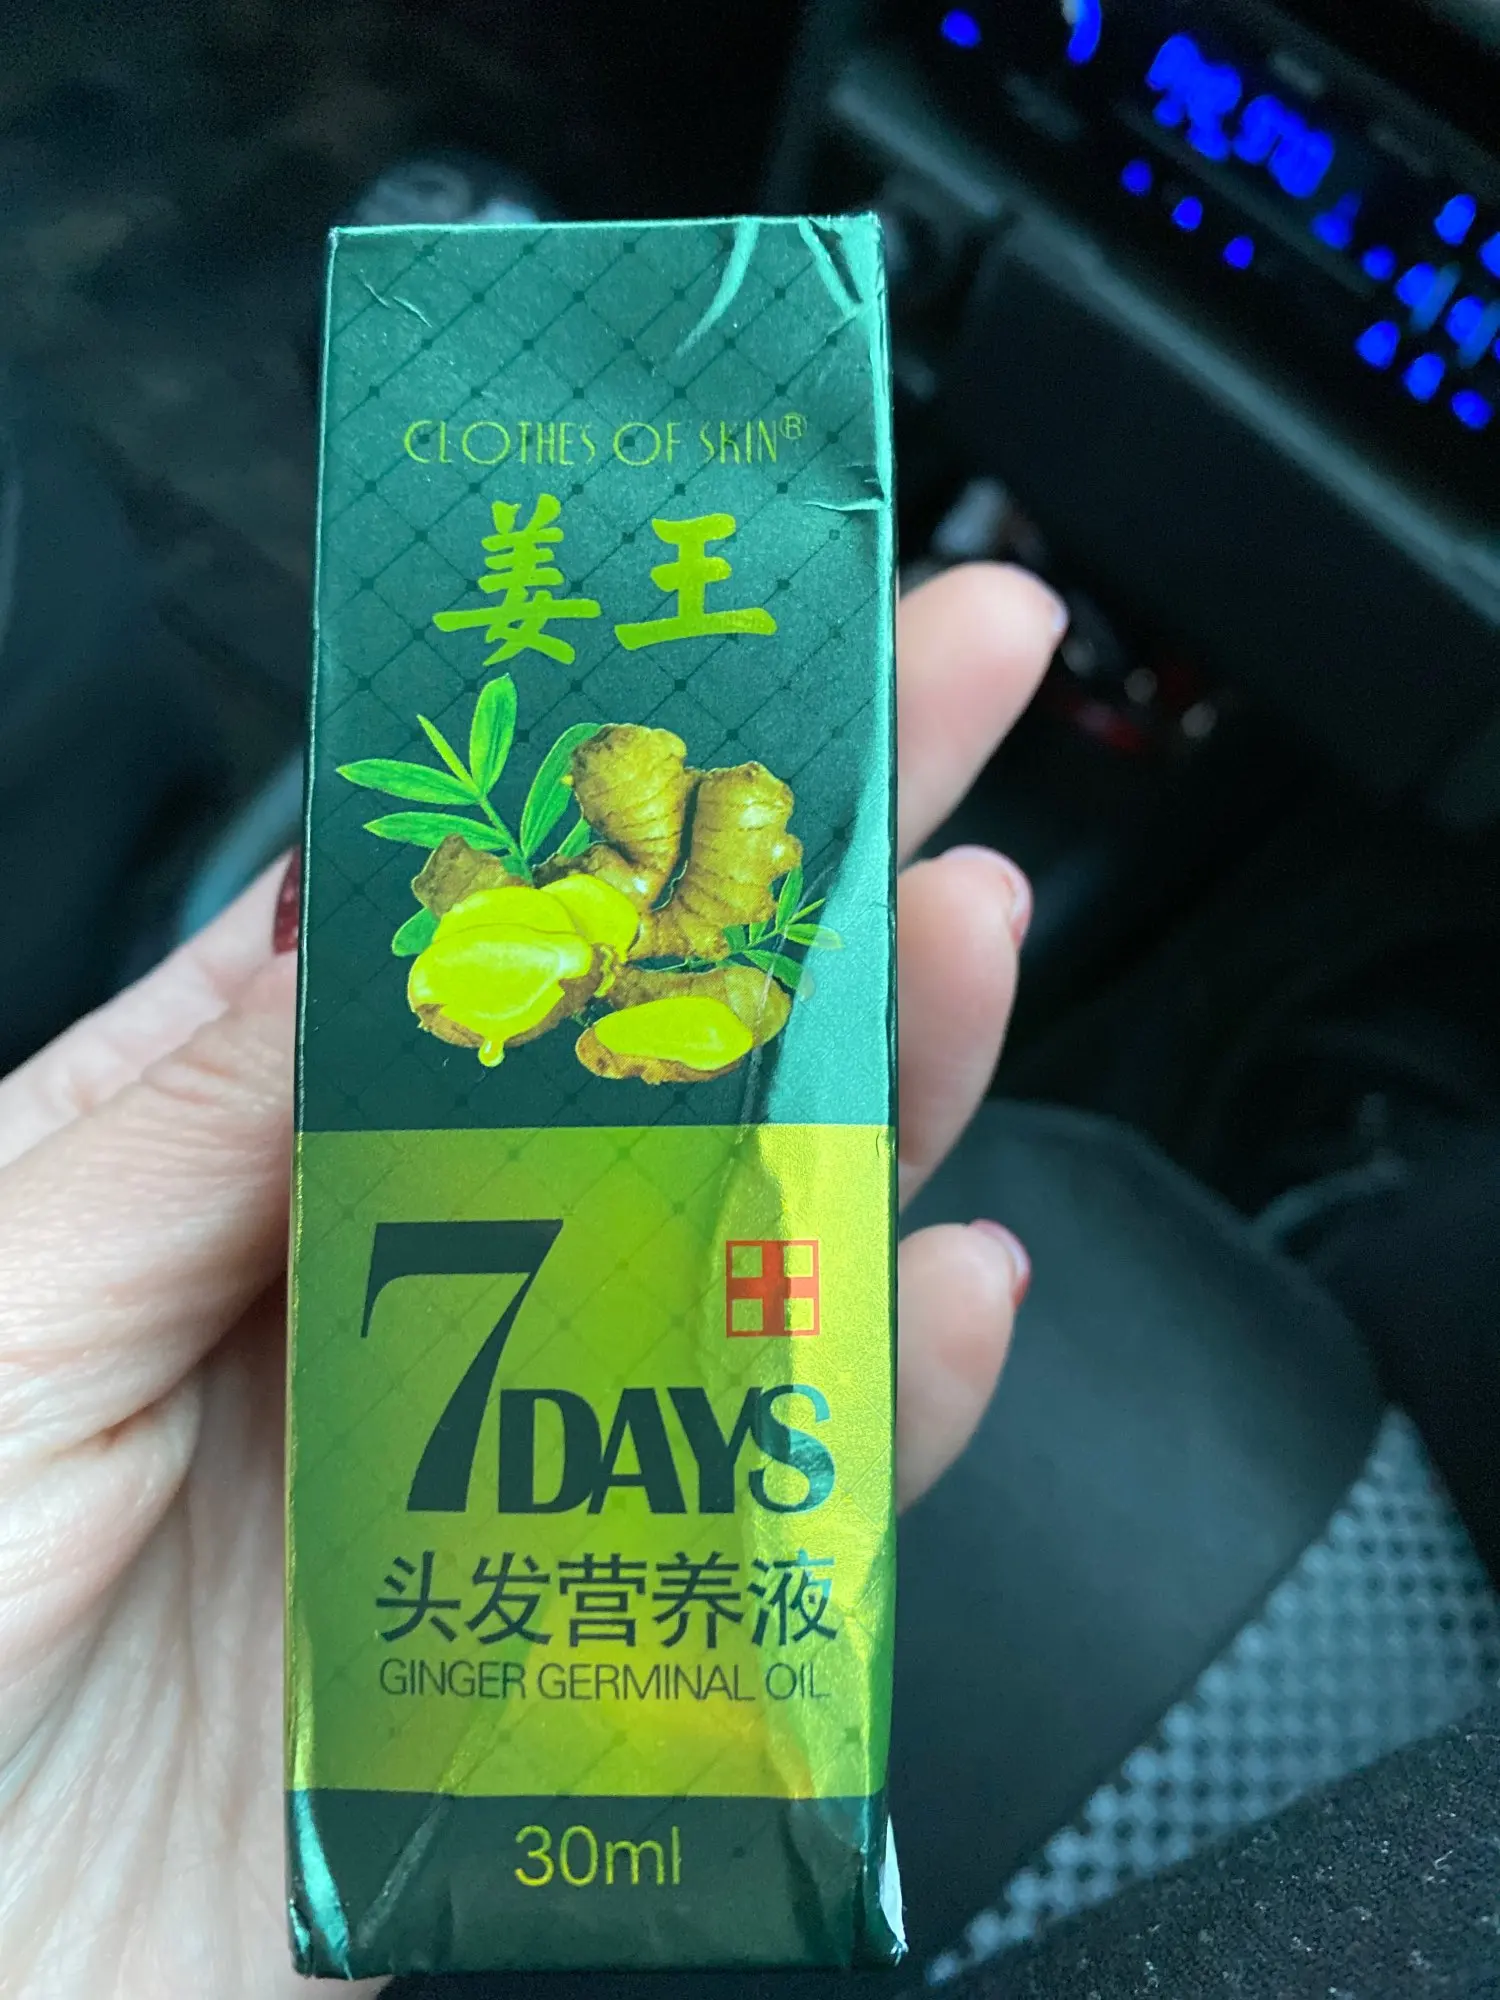 CLOTHES OF SKIN®
姜王
7DAYS
头发营养液
GINGER GERMINAL OIL
30ml